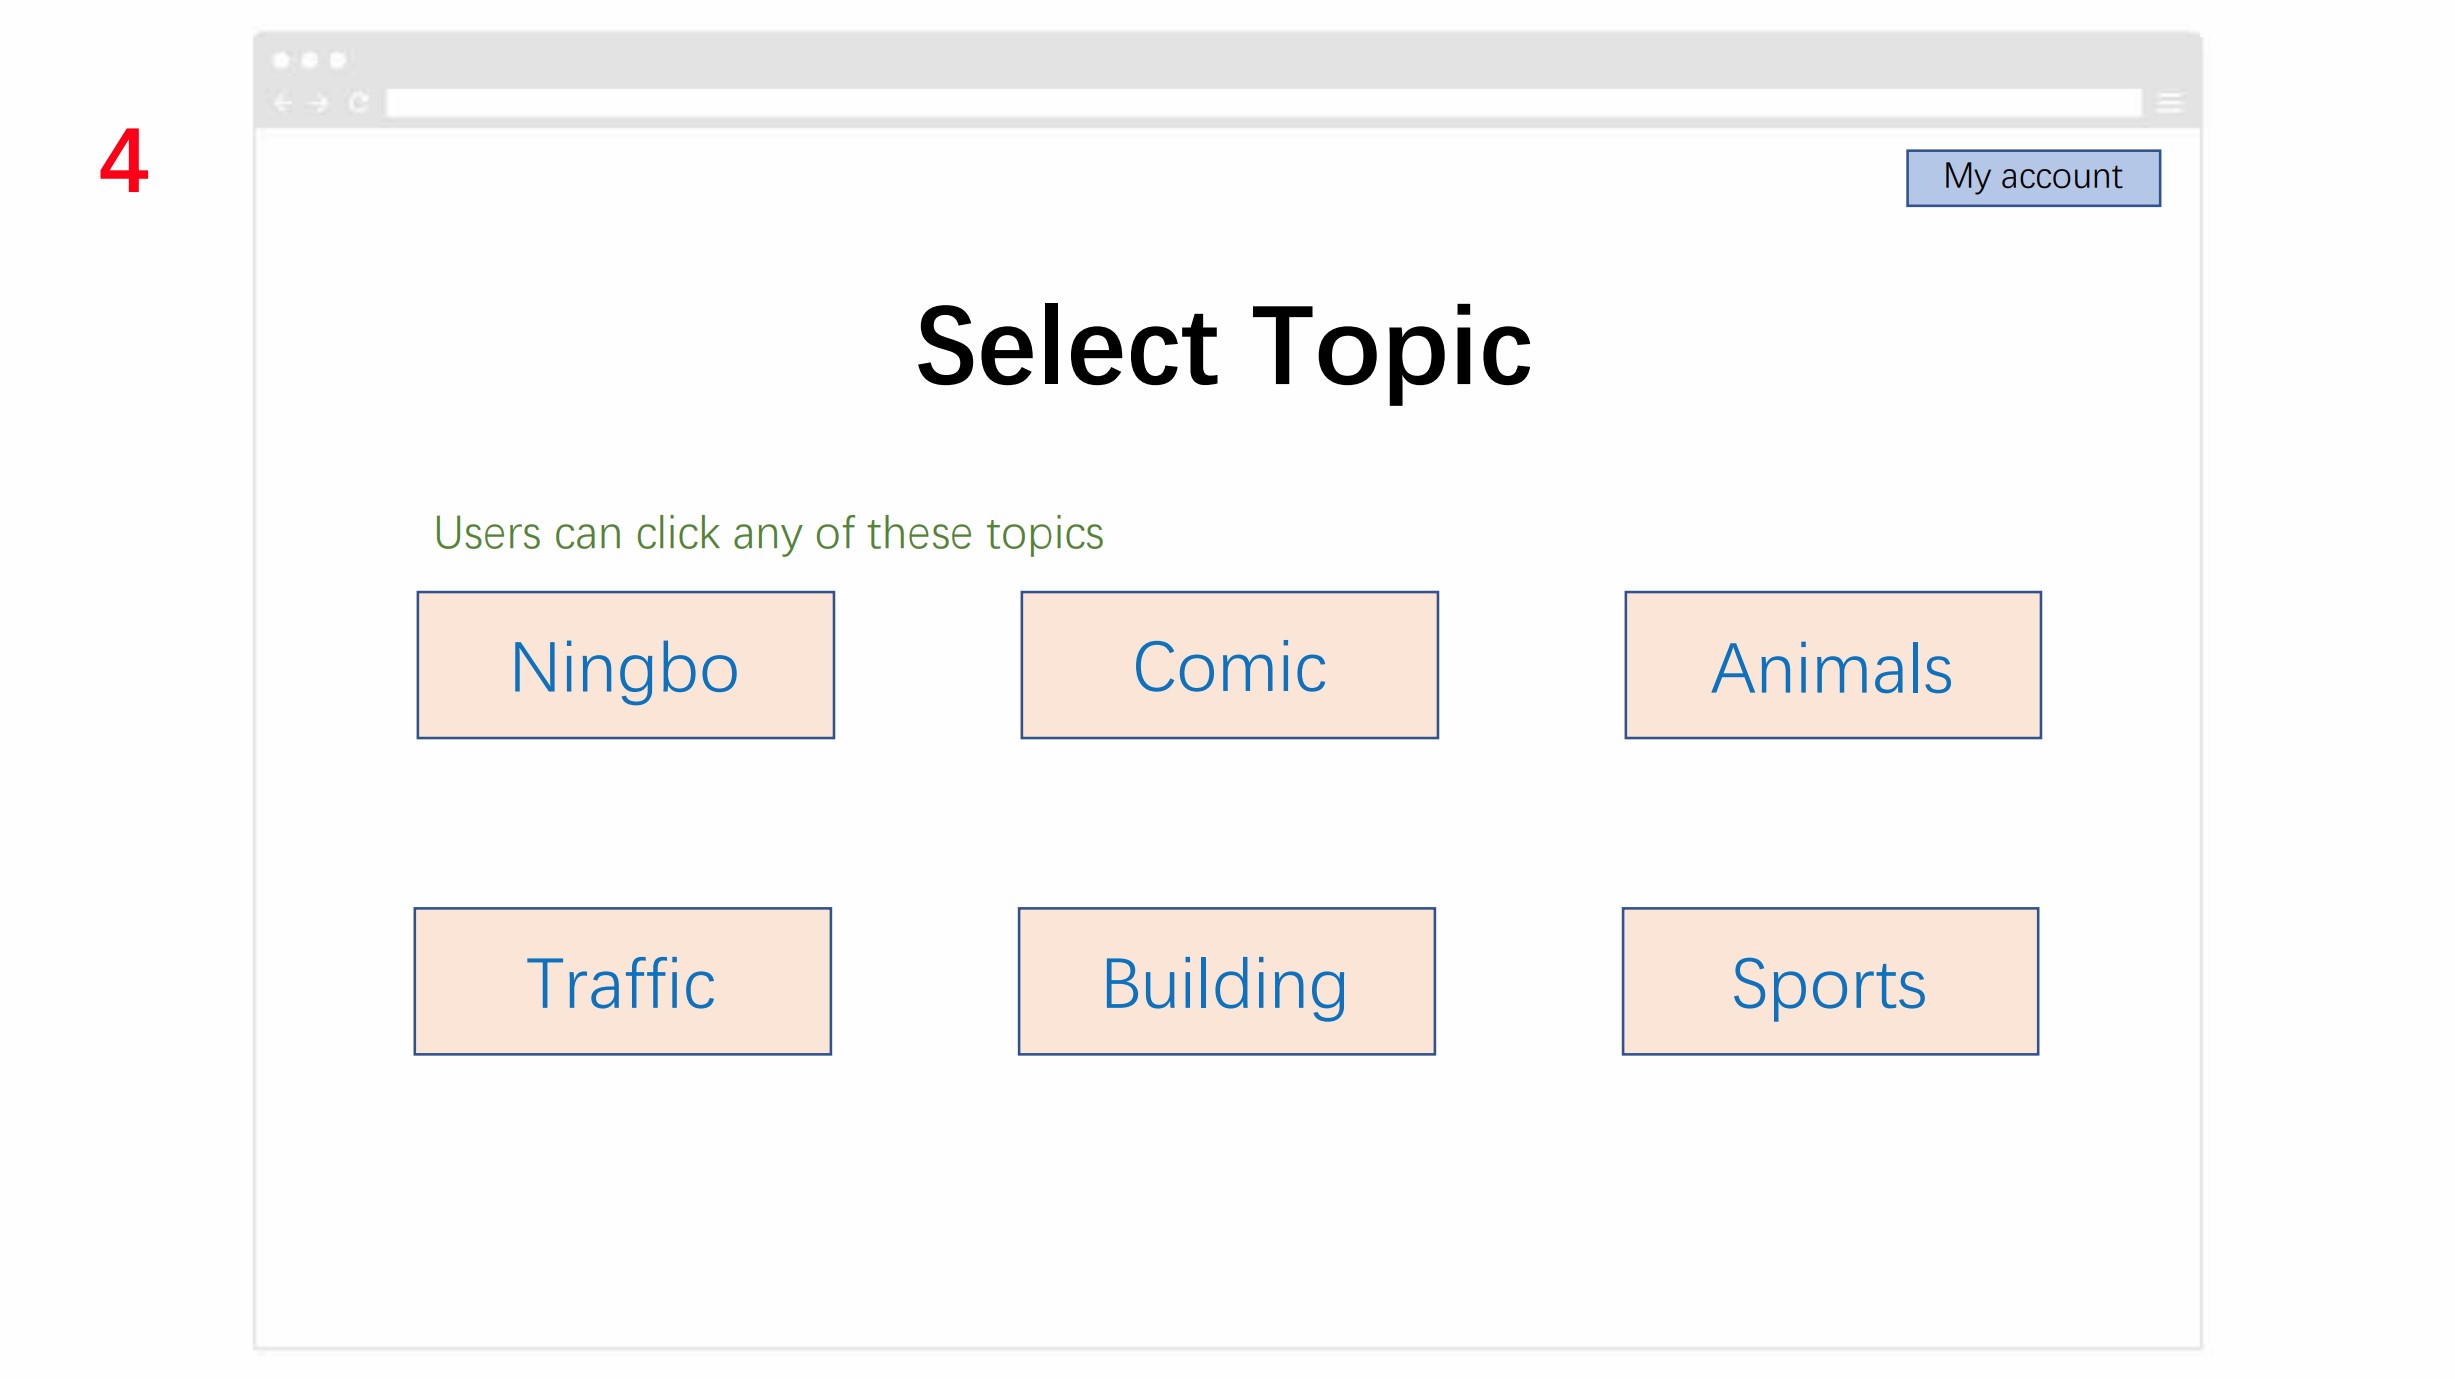 4
My account
Select Topic
Users can click any of these topics
Ningbo
Comic
Animals
Traffic
Building
Sports